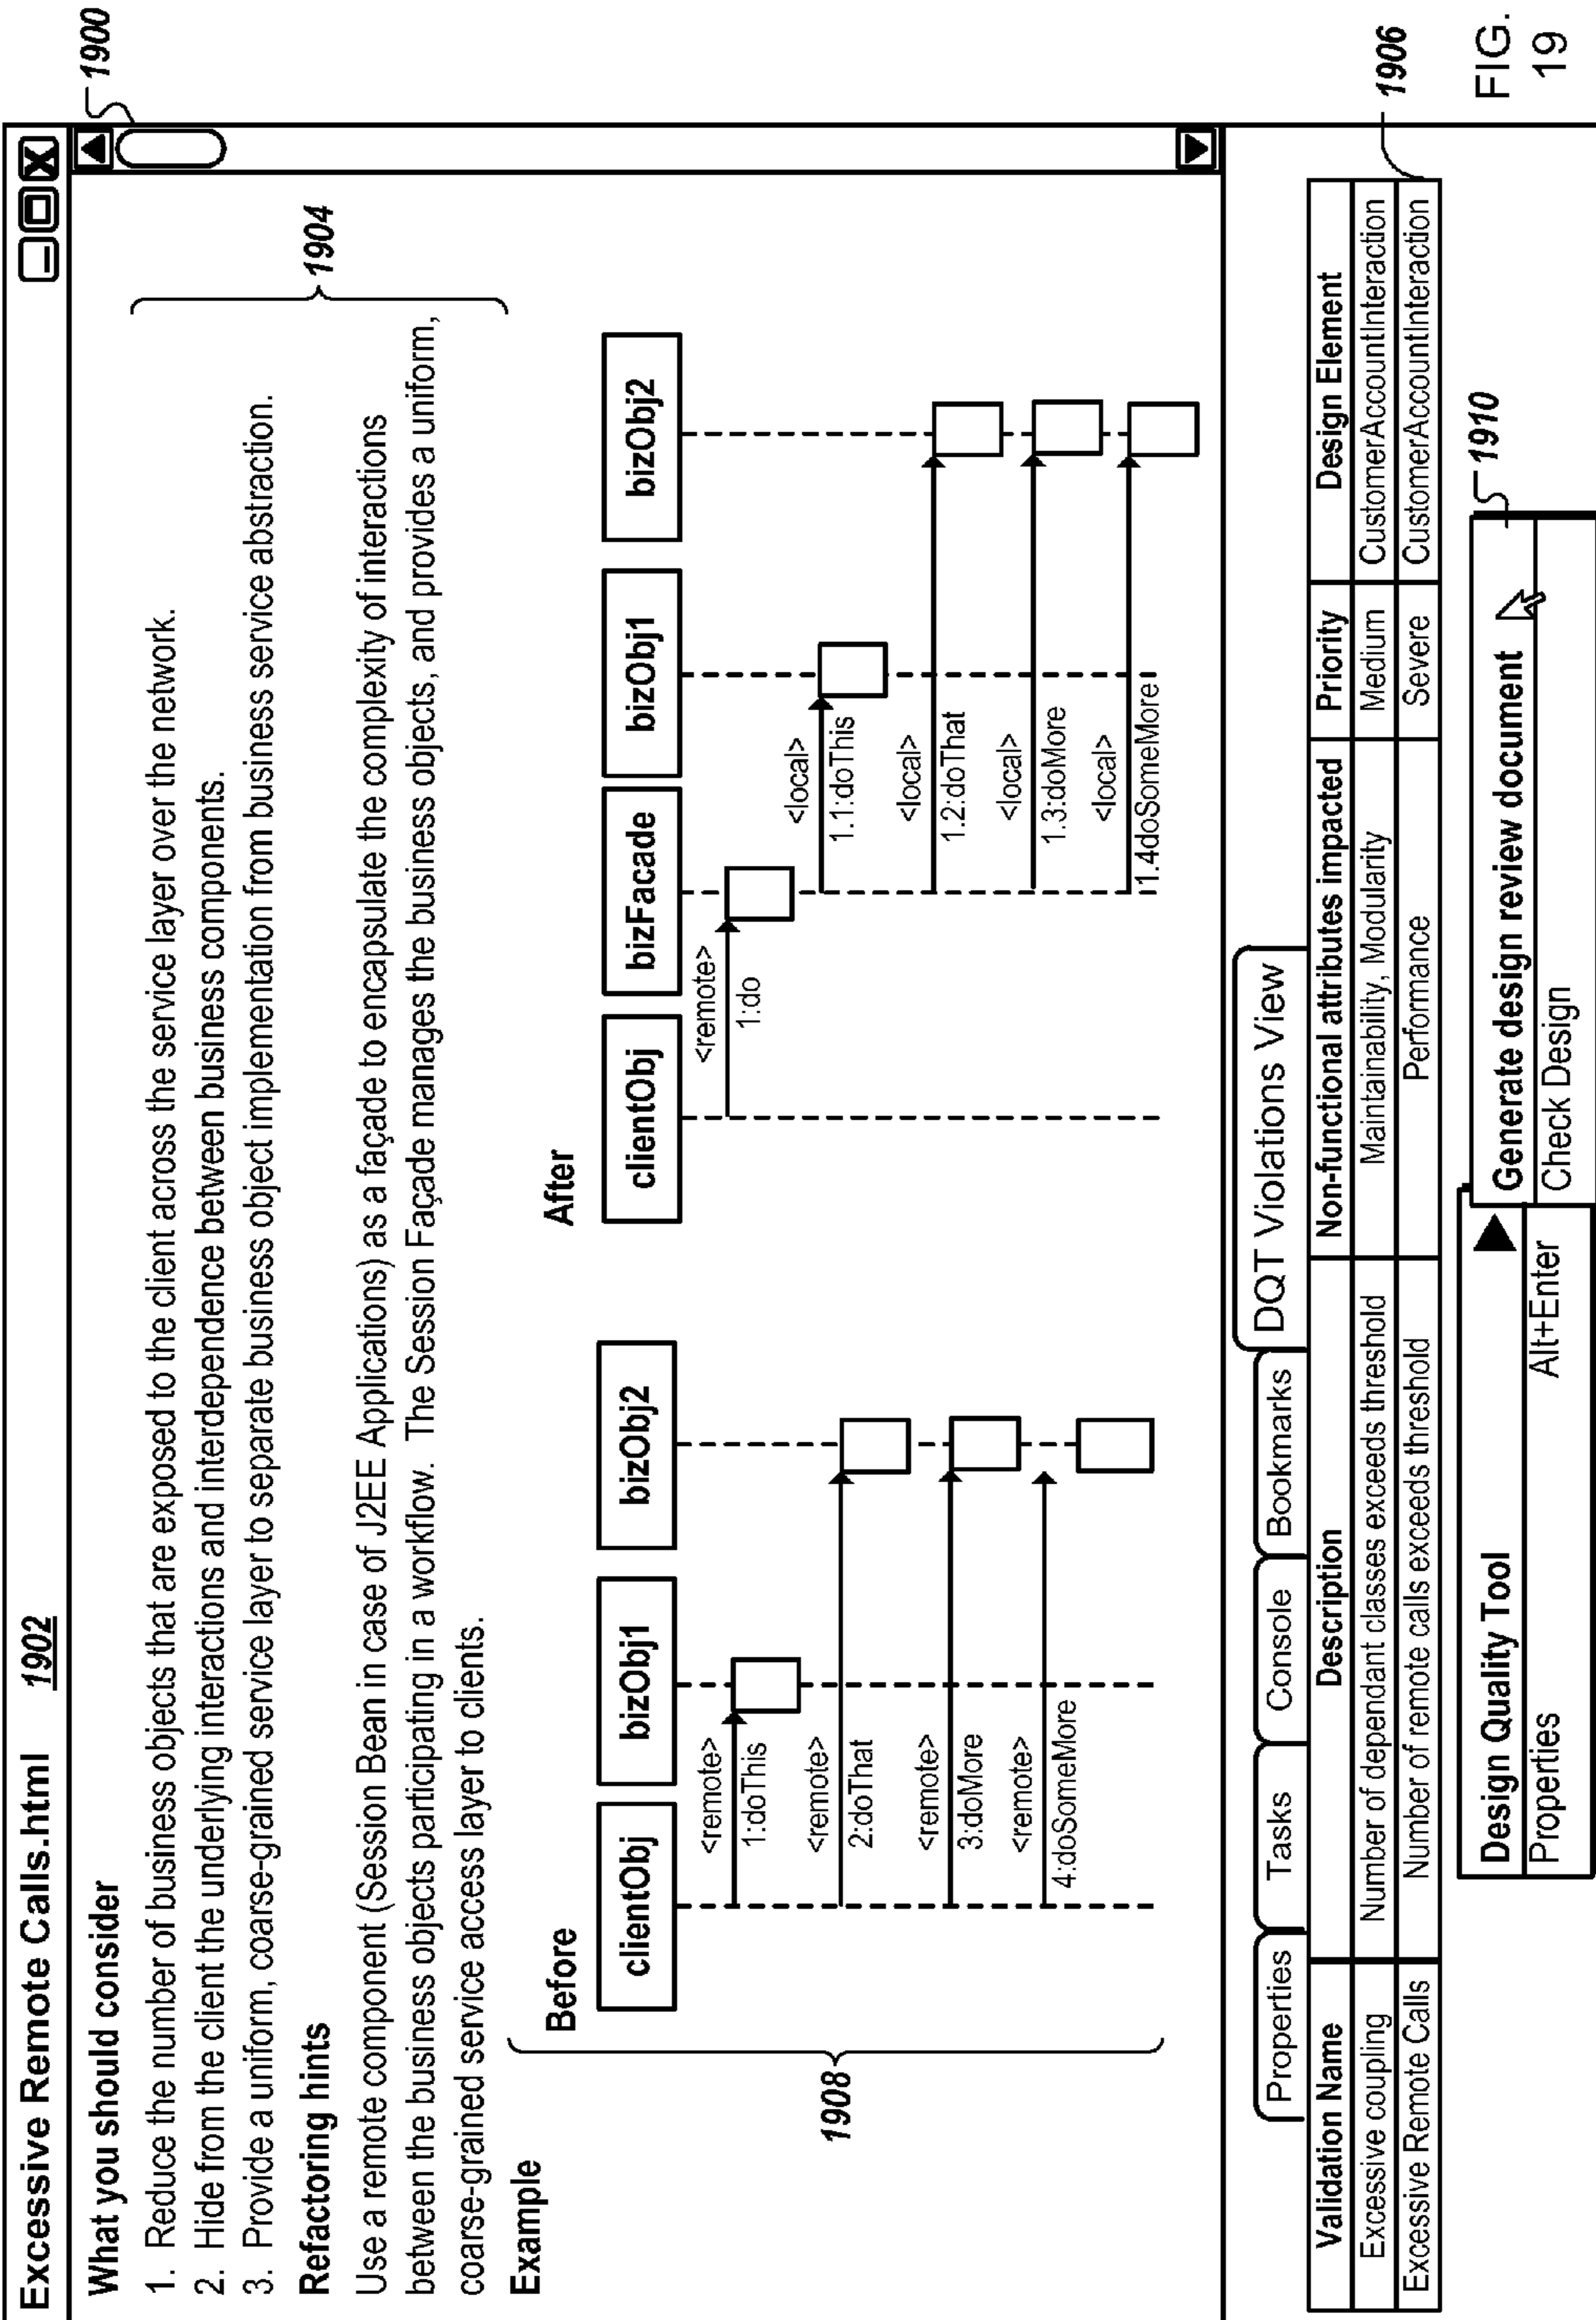 Excessive Remote Calls.html 1902
1900
What you should consider
1. Reduce the number of business objects that are exposed to the client across the service layer over the network.
2. Hide from the client the underlying interactions and interdependence between business components.
3. Provide a uniform, coarse-grained service layer to separate business object implementation from business service abstraction.
1904
Refactoring hints
Use a remote component (Session Bean in case of J2EE Applications) as a façade to encapsulate the complexity of interactions
between the business objects participating in a workflow. The Session Façade manages the business objects, and provides a uniform,
coarse-grained service access layer to clients.
Example
1908
Before
clientObj bizObj1 bizObj2
<remote>
1:doThis
<remote>
2:doThat
<remote>
3:doMore
<remote>
4:doSomeMore
After
clientObj bizFacade bizObj1 bizObj2
<remote>
1:do
<local>
1.1:doThis
<local>
1.2:doThat
<local>
1.3:doMore
<local>
1.4doSomeMore
Properties Tasks Console Bookmarks DQT Violations View
Validation Name Description Non-functional attributes impacted Priority Design Element
Excessive coupling Number of dependant classes exceeds threshold Maintainability, Modularity Medium CustomerAccountInteraction
Excessive Remote Calls Number of remote calls exceeds threshold Performance Severe CustomerAccountInteraction
1906
Design Quality Tool Generate design review document
Properties Alt+Enter Check Design
1910
FIG.
19